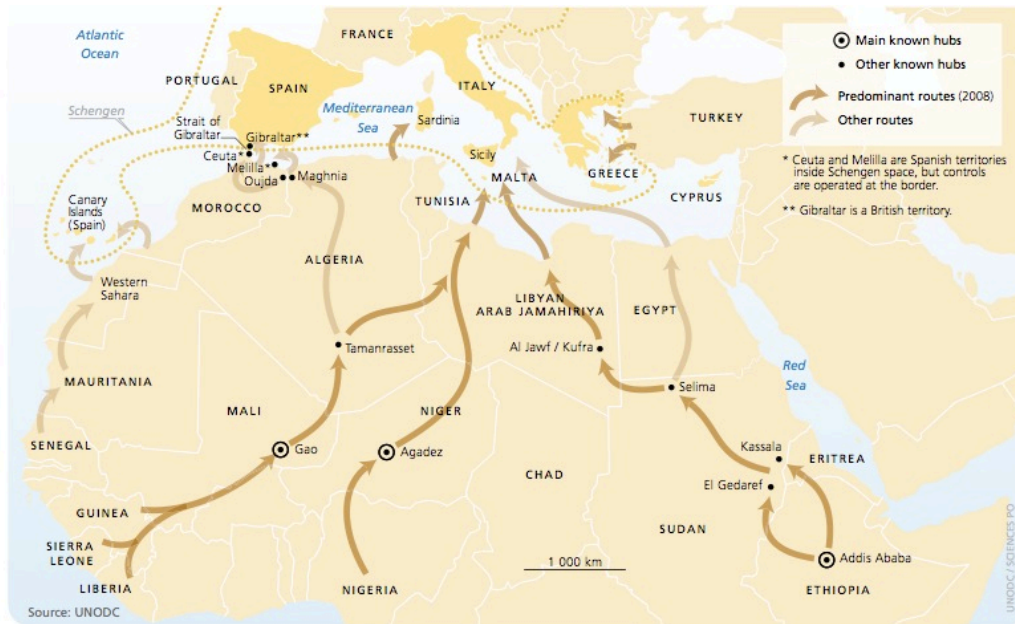 Atlantic
Ocean
FRANCE
PORTUGAL
SPAIN
ITALY
Schengen
Mediterranean
Sea
Sardinia
TURKEY
Strait of
Gibraltar
Gibraltar**
Ceuta*
Melilla*
Oujda
Maghnia
Sicily
MALTA
GREECE
CYPRUS
Canary
Islands
(Spain)
MOROCCO
TUNISIA
ALGERIA
Western
Sahara
LIBYAN
ARAB JAMAHIRIYA
EGYPT
Tamanrasset
Al Jawf / Kufra
Red
Sea
MAURITANIA
Selima
MALI
NIGER
SENEGAL
Gao
Agadez
Kassala
ERITREA
CHAD
El Gedaref
GUINEA
SUDAN
SIERRA
LEONE
1 000 km
Addis Ababa
LIBERIA
NIGERIA
ETHIOPIA
Source: UNODC
Main known hubs
Other known hubs
Predominant routes (2008)
Other routes
* Ceuta and Melilla are Spanish territories
inside Schengen space, but controls
are operated at the border.
** Gibraltar is a British territory.
UNODC / SCIENCES PO